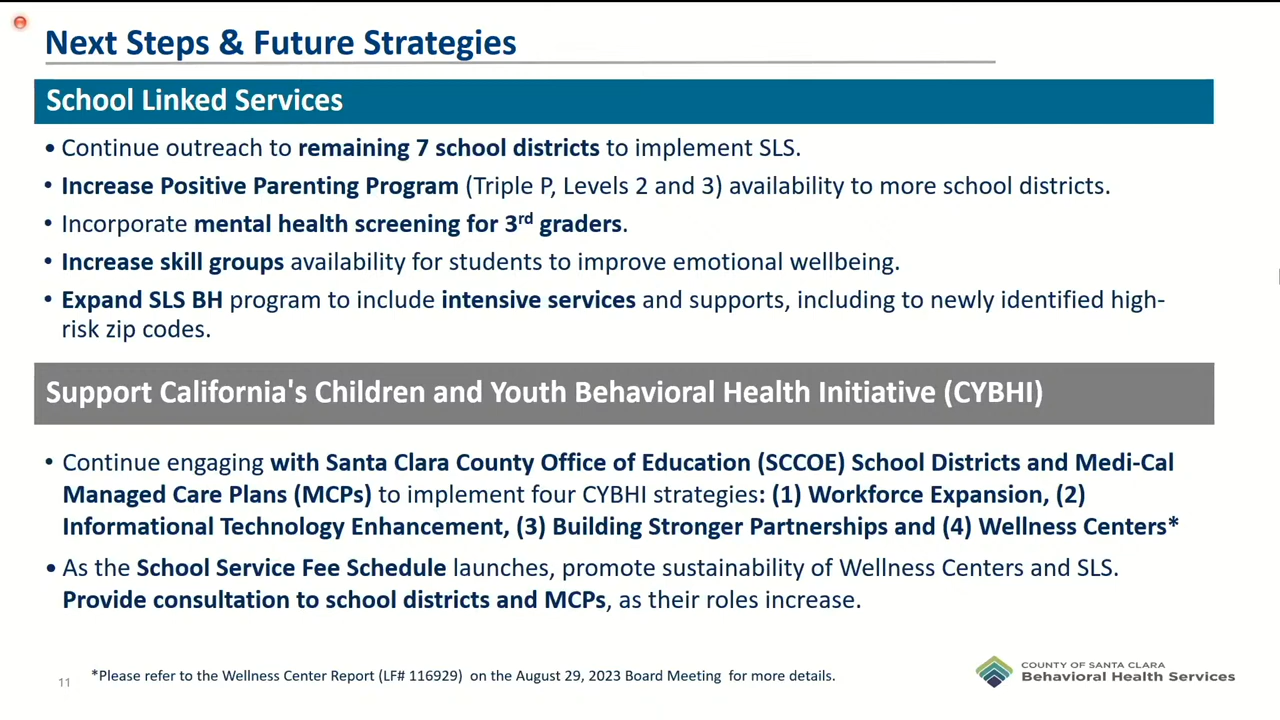 Next Steps & Future Strategies
School Linked Services
• Continue outreach to remaining 7 school districts to implement SLS.
• Increase Positive Parenting Program (Triple P, Levels 2 and 3) availability to more school districts.
• Incorporate mental health screening for 3rd graders.
• Increase skill groups availability for students to improve emotional wellbeing.
• Expand SLS BH program to include intensive services and supports, including to newly identified high-
risk zip codes.
Support California's Children and Youth Behavioral Health Initiative (CYBHI)
• Continue engaging with Santa Clara County Office of Education (SCCOE) School Districts and Medi-Cal
Managed Care Plans (MCPs) to implement four CYBHI strategies: (1) Workforce Expansion, (2)
Informational Technology Enhancement, (3) Building Stronger Partnerships and (4) Wellness Centers*
• As the School Service Fee Schedule launches, promote sustainability of Wellness Centers and SLS.
Provide consultation to school districts and MCPs, as their roles increase.
11
*Please refer to the Wellness Center Report (LF# 116929) on the August 29, 2023 Board Meeting for more details.
COUNTY OF SANTA CLARA
Behavioral Health Services